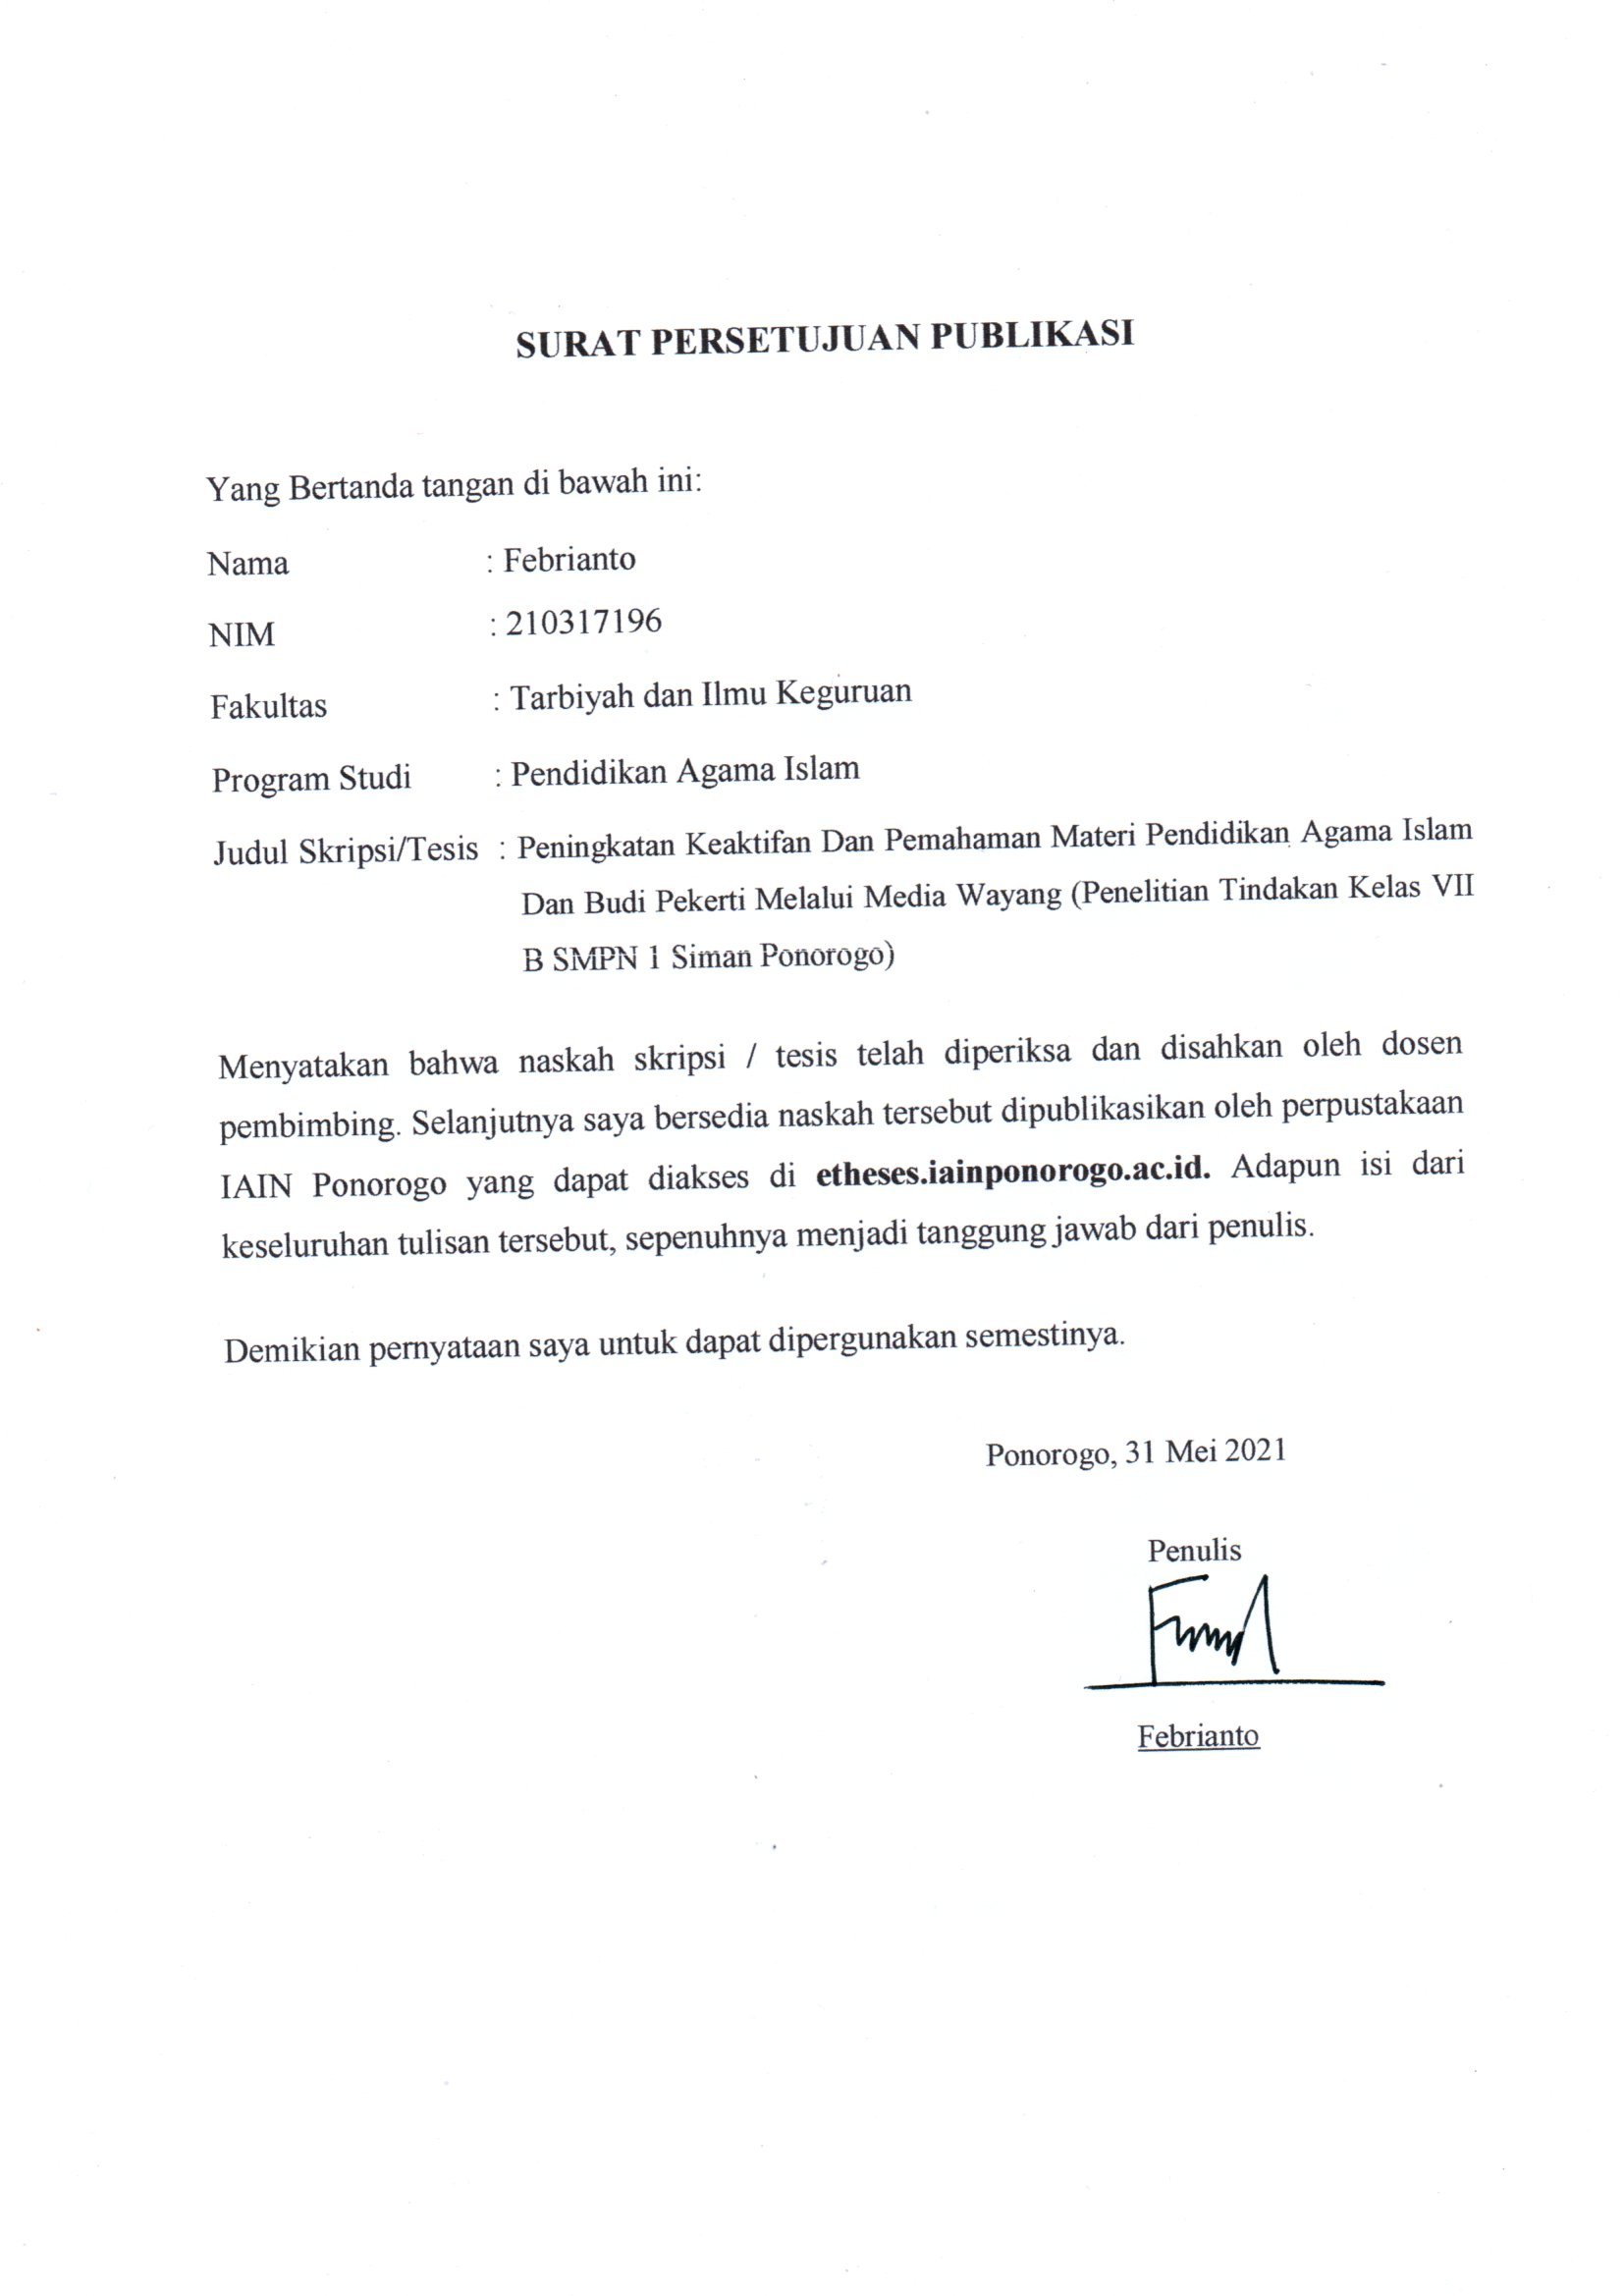 SURAT PERSETUJUAN PUBLIKASI
Yang Bertanda tangan di bawah ini:
Nama : Febrianto
NIM : 210317196
Fakultas : Tarbiyah dan Ilmu Keguruan
Program Studi : Pendidikan Agama Islam
Judul Skripsi/Tesis : Peningkatan Keaktifan Dan Pemahaman Materi Pendidikan Agama Islam
Dan Budi Pekerti Melalui Media Wayang (Penelitian Tindakan Kelas VII
B SMPN 1 Siman Ponorogo)
Menyatakan bahwa naskah skripsi / tesis telah diperiksa dan disahkan oleh dosen
pembimbing. Selanjutnya saya bersedia naskah tersebut dipublikasikan oleh perpustakaan
IAIN Ponorogo yang dapat diakses di etheses.iainponorogo.ac.id. Adapun isi dari
keseluruhan tulisan tersebut, sepenuhnya menjadi tanggung jawab dari penulis.
Demikian pernyataan saya untuk dapat dipergunakan semestinya.
Ponorogo, 31 Mei 2021
Penulis
Febrianto